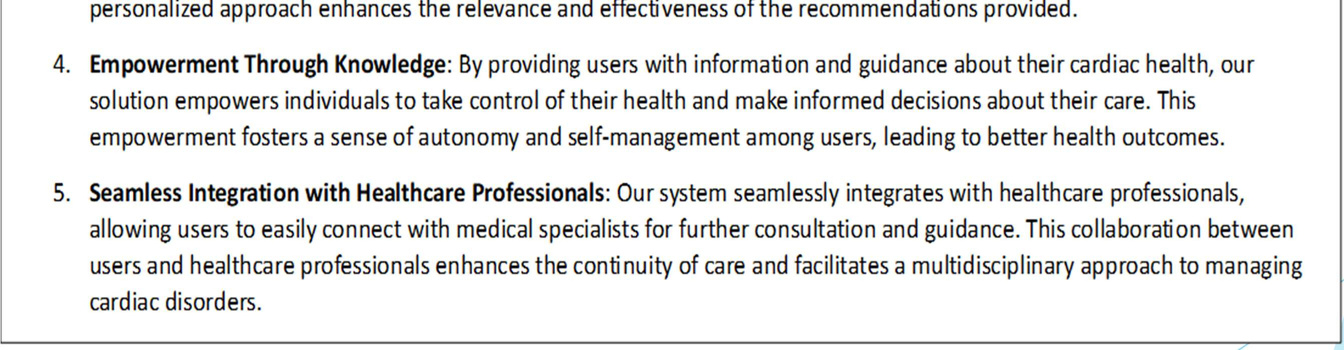 personalized approach enhances the relevance and effectiveness of the recommendations provided.
4. Empowerment Through Knowledge: By providing users with information and guidance about their cardiac health, our
solution empowers individuals to take control of their health and make informed decisions about their care. This
empowerment fosters a sense of autonomy and self-management among users, leading to better health outcomes.
5. Seamless Integration with Healthcare Professionals: Our system seamlessly integrates with healthcare professionals,
allowing users to easily connect with medical specialists for further consultation and guidance. This collaboration between
users and healthcare professionals enhances the continuity of care and facilitates a multidisciplinary approach to managing
cardiac disorders.